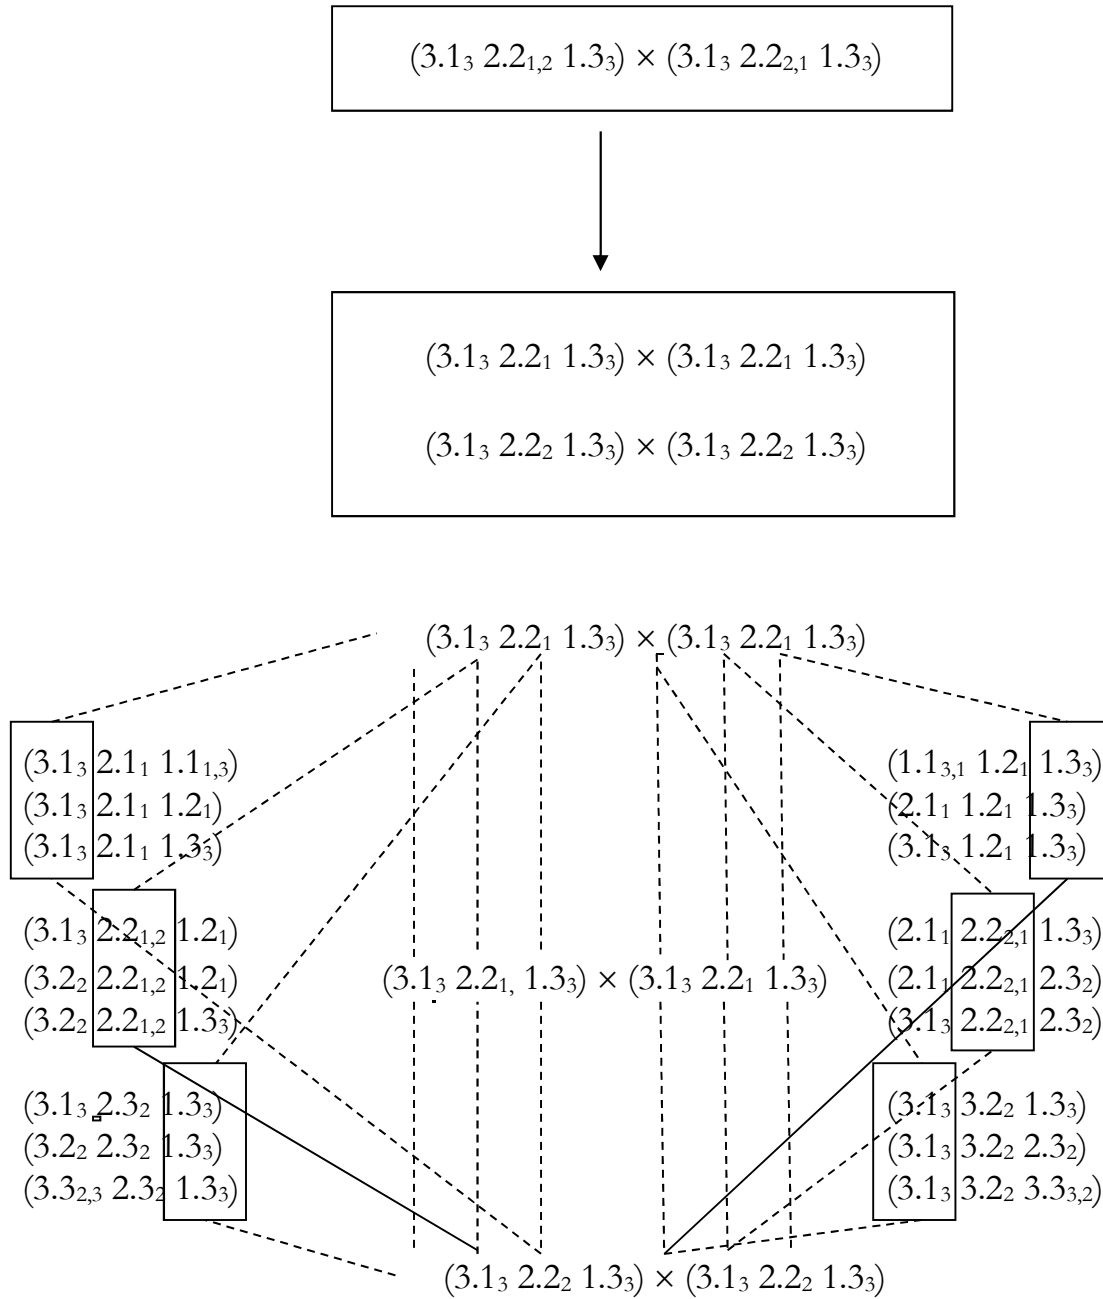 (3.1₃ 2.2₁,₂ 1.3₃) × (3.1₃ 2.2₂,₁ 1.3₃)
(3.1₃ 2.2₁ 1.3₃) × (3.1₃ 2.2₁ 1.3₃)
(3.1₃ 2.2₂ 1.3₃) × (3.1₃ 2.2₂ 1.3₃)
(3.1₃ 2.2₁ 1.3₃) × (3.1₃ 2.2₁ 1.3₃)
(3.1₃ 2.1₁ 1.1₁,₃) (1.1₃,₁ 1.2₁ 1.3₃)
(3.1₃ 2.1₁ 1.2₁) (2.1₁ 1.2₁ 1.3₃)
(3.1₃ 2.1₁ 1.3₃) (3.1₃ 1.2₁ 1.3₃)
(3.1₃ 2.2₁,₂ 1.2₁) (2.1₁ 2.2₂,₁ 1.3₃)
(3.2₂ 2.2₁,₂ 1.2₁) (3.1₃ 2.2₁, 1.3₃) × (3.1₃ 2.2₁ 1.3₃) (2.1₁ 2.2₂,₁ 2.3₂)
(3.2₂ 2.2₁,₂ 1.3₃) (3.1₃ 2.2₂,₁ 2.3₂)
(3.1₃ 2.3₂ 1.3₃) (3.1₃ 3.2₂ 1.3₃)
(3.2₂ 2.3₂ 1.3₃) (3.1₃ 3.2₂ 2.3₂)
(3.3₂,₃ 2.3₂ 1.3₃) (3.1₃ 3.2₂ 3.3₃,₂)
(3.1₃ 2.2₂ 1.3₃) × (3.1₃ 2.2₂ 1.3₃)